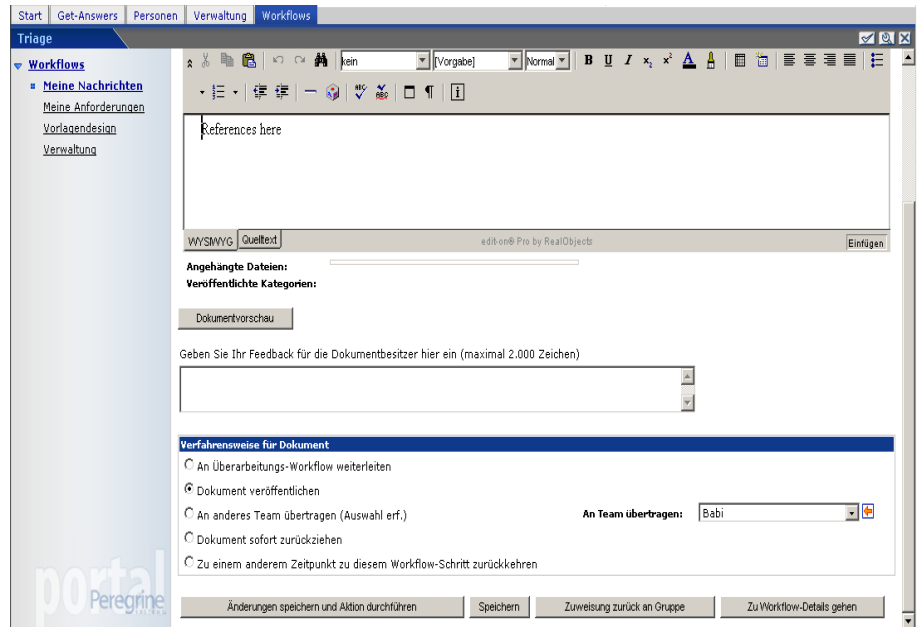 Start Get-Answers Personen Verwaltung Workflows
Triage
Workflows
Meine Nachrichten
Meine Anforderungen
Vorlagendesign
Verwaltung
kein [Vorgabe] Normal B U I x₂ x² A
ABC ABC ¶ i
References here
WYSIWYG Quelltext edit-on® Pro by RealObjects Einfügen
Angehängte Dateien:
Veröffentlichte Kategorien:
Dokumentvorschau
Geben Sie Ihr Feedback für die Dokumentbesitzer hier ein (maximal 2.000 Zeichen)
Verfahrensweise für Dokument
An Überarbeitungs-Workflow weiterleiten
Dokument veröffentlichen
An anderes Team übertragen (Auswahl erf.) An Team übertragen: Babi
Dokument sofort zurückziehen
Zu einem anderem Zeitpunkt zu diesem Workflow-Schritt zurückkehren
portal
Peregrine
Änderungen speichern und Aktion durchführen Speichern Zuweisung zurück an Gruppe Zu Workflow-Details gehen